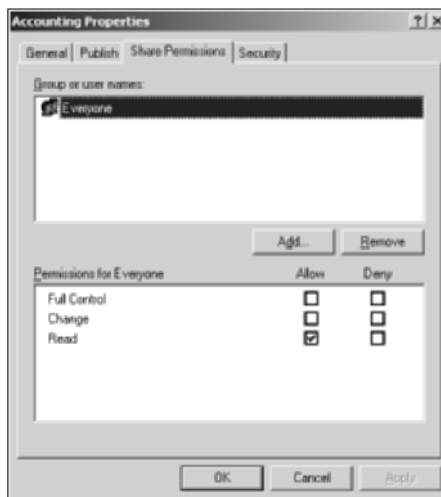 Accounting Properties
General Publish Share Permissions Security
Group or user names:
Everyone
Add... Remove
Permissions for Everyone Allow Deny
Full Control
Change
Read
OK Cancel Apply